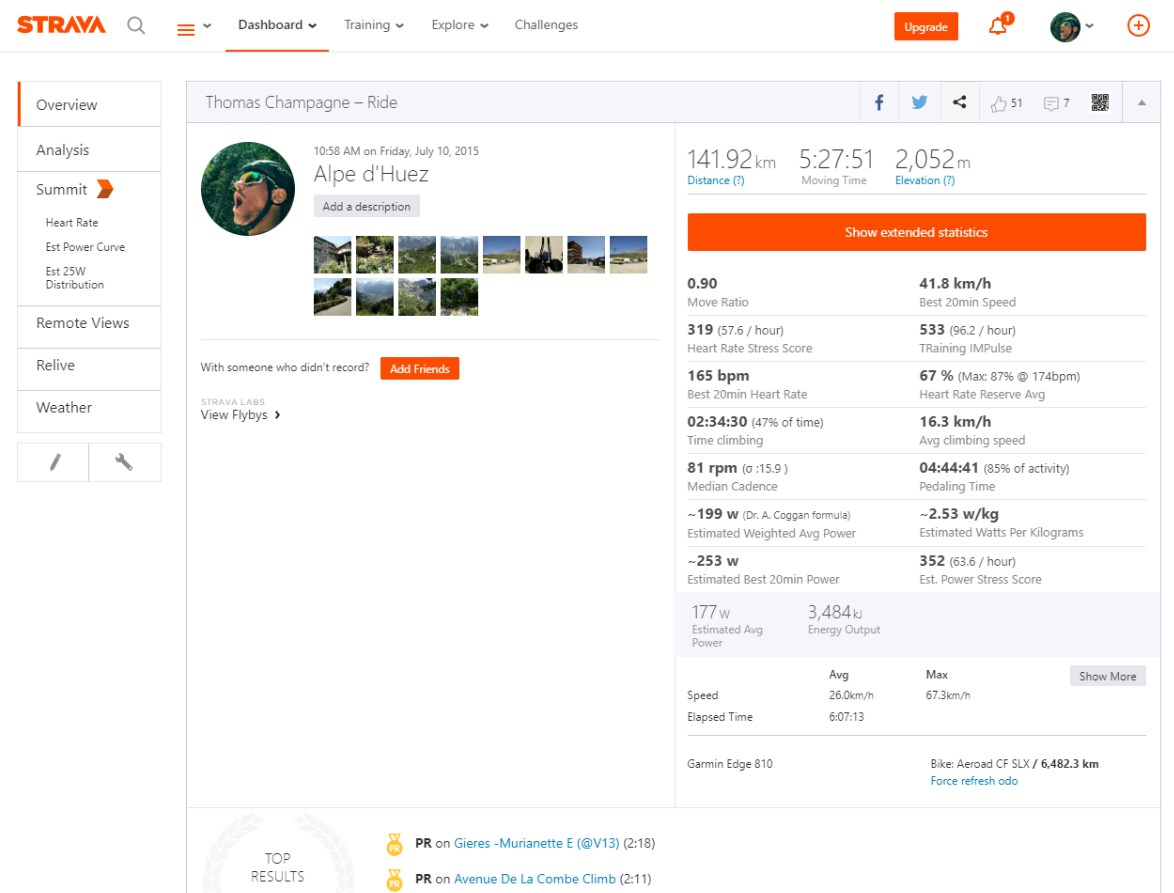 STRAVA
Dashboard
Training
Explore
Challenges
Upgrade
1
Overview
Analysis
Summit
Heart Rate
Est Power Curve
Est 25W
Distribution
Remote Views
Relive
Weather
Thomas Champagne – Ride
51
7
10:58 AM on Friday, July 10, 2015
Alpe d'Huez
Add a description
With someone who didn't record?
Add Friends
STRAVA LABS
View Flybys
141.92km 5:27:51 2,052m
Distance (?) Moving Time Elevation (?)
Show extended statistics
0.90 41.8 km/h
Move Ratio Best 20min Speed
319 (57.6 / hour) 533 (96.2 / hour)
Heart Rate Stress Score TRaining IMPulse
165 bpm 67 % (Max: 87% @ 174bpm)
Best 20min Heart Rate Heart Rate Reserve Avg
02:34:30 (47% of time) 16.3 km/h
Time climbing Avg climbing speed
81 rpm (σ :15.9 ) 04:44:41 (85% of activity)
Median Cadence Pedaling Time
~199 w (Dr. A. Coggan formula) ~2.53 w/kg
Estimated Weighted Avg Power Estimated Watts Per Kilograms
~253 w 352 (63.6 / hour)
Estimated Best 20min Power Est. Power Stress Score
177W 3,484kJ
Estimated Avg Energy Output
Power
Avg Max Show More
Speed 26.0km/h 67.3km/h
Elapsed Time 6:07:13
Garmin Edge 810 Bike: Aeroad CF SLX / 6,482.3 km
Force refresh odo
TOP
RESULTS
PR PR on Gieres -Murianette E (@V13) (2:18)
PR PR on Avenue De La Combe Climb (2:11)